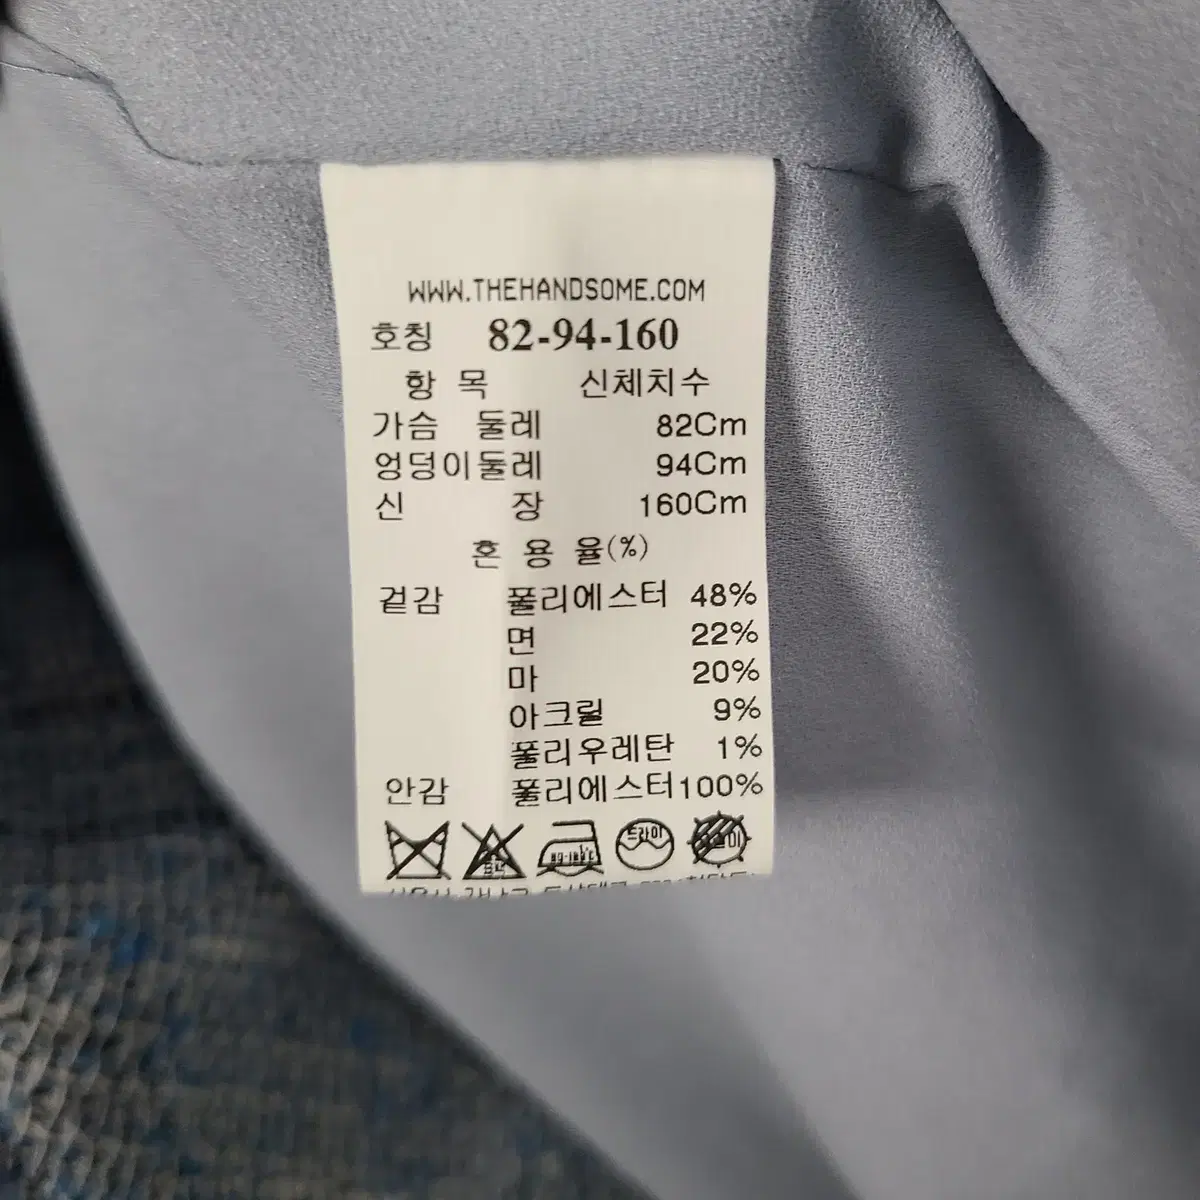 WWW.THEHANDSOME.COM
호칭 82-94-160
항 목 신체치수
가슴 둘레 82Cm
엉덩이둘레 94Cm
신 장 160Cm
혼 용 율(%)
겉감 폴리에스터 48%
면 22%
마 20%
아크릴 9%
폴리우레탄 1%
안감 폴리에스터100%
드라이